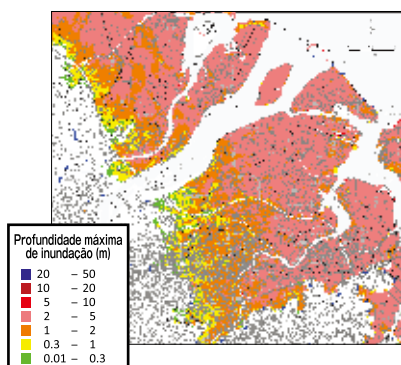 Profundidade máxima
de inundação (m)
20 – 50
10 – 20
5 – 10
2 – 5
1 – 2
0.3 – 1
0.01 – 0.3